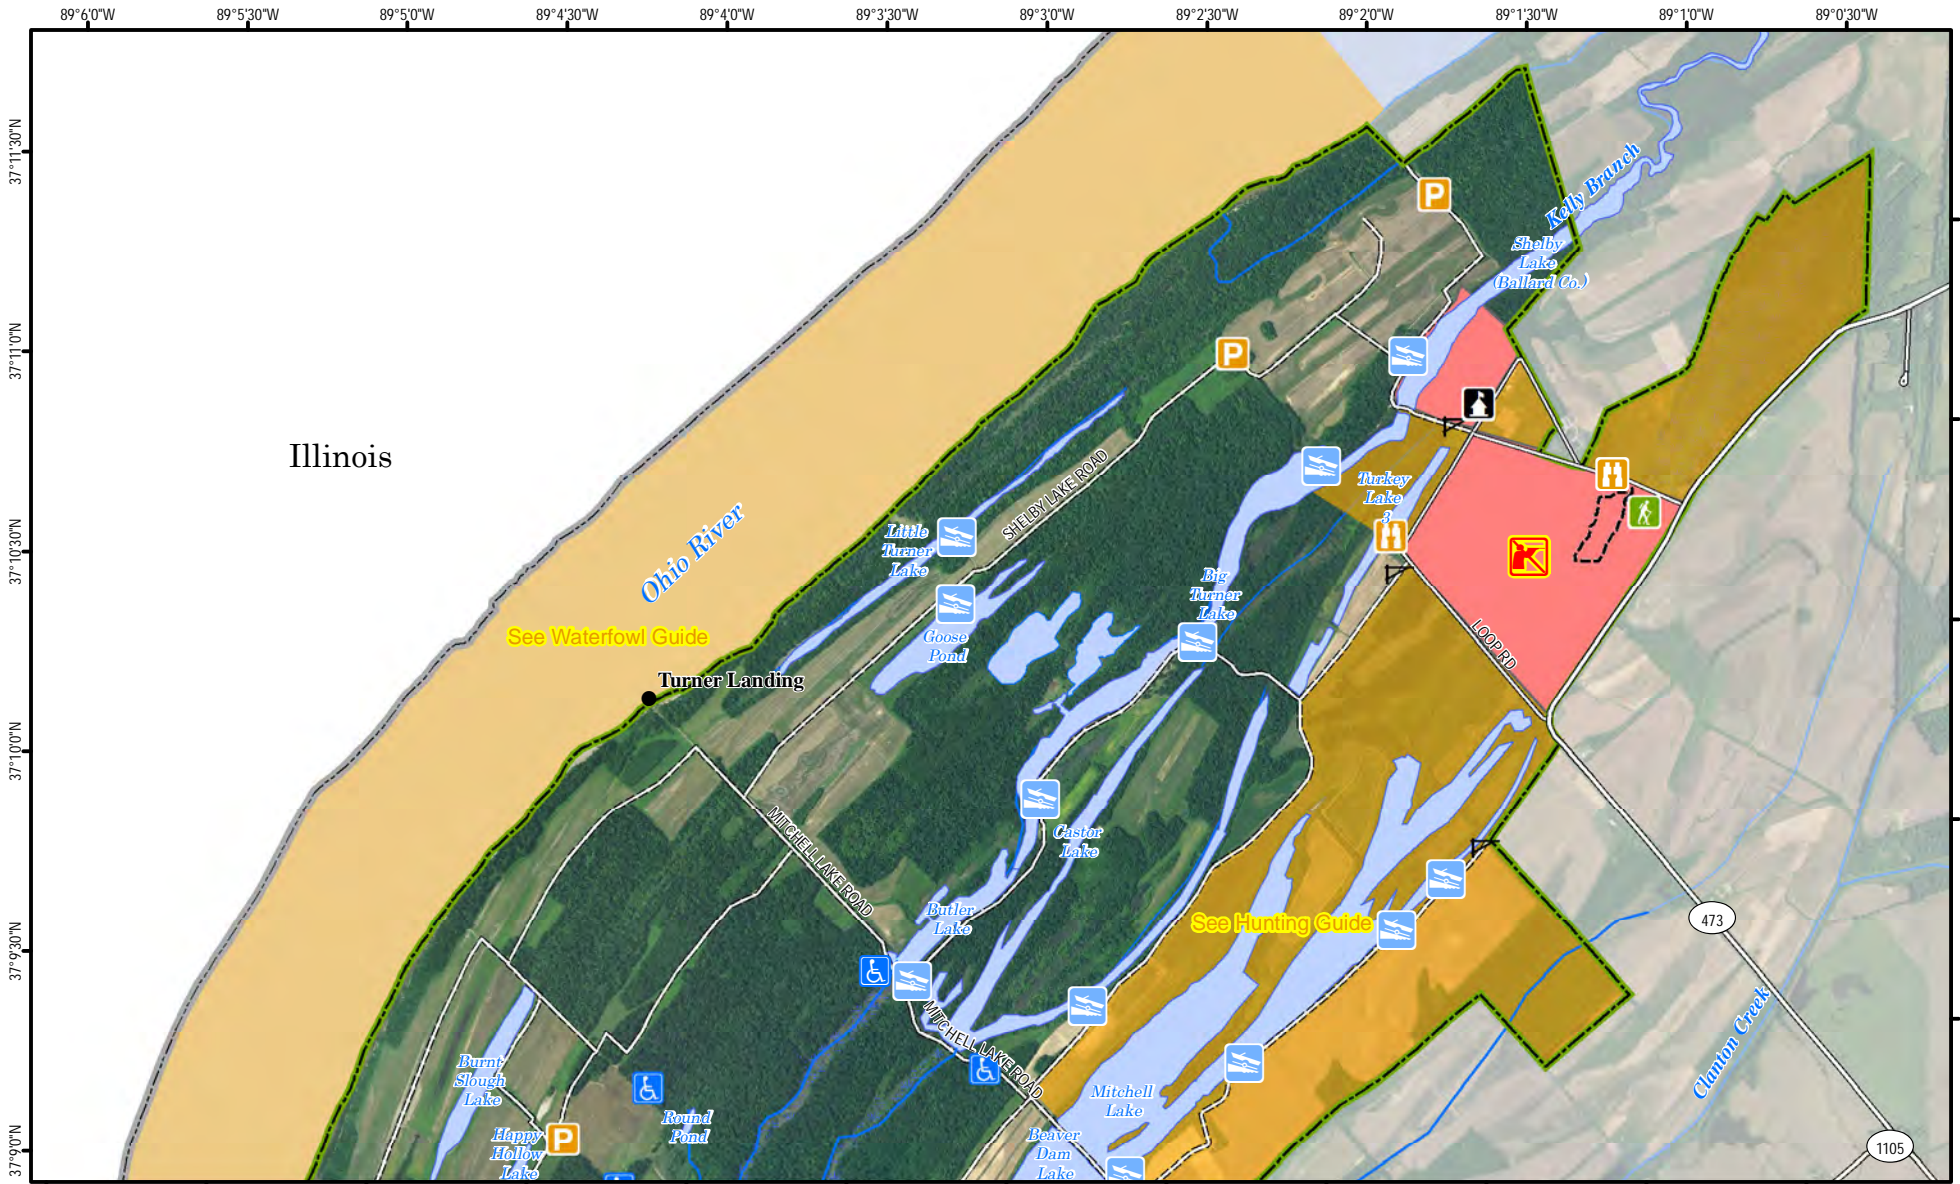 89°6'0"W
89°5'30"W
89°5'0"W
89°4'30"W
89°4'0"W
89°3'30"W
89°3'0"W
89°2'30"W
89°2'0"W
89°1'30"W
89°1'0"W
89°0'30"W
37°11'30"N
37°11'0"N
37°10'30"N
37°10'0"N
37°9'30"N
37°9'0"N
P
Kelly Branch
Shelby
Lake
(Ballard Co.)
P
Illinois
SHELBY LAKE ROAD
Turkey
Lake
3
Little
Turner
Lake
Ohio River
Big
Turner
Lake
See Waterfowl Guide
Goose
Pond
LOOP RD
Turner Landing
MITCHELL LAKE ROAD
Castor
Lake
Butler
Lake
See Hunting Guide
473
MITCHELL LAKE ROAD
Clanton Creek
Burnt
Slough
Lake
Mitchell
Lake
Round
Pond
Happy
Hollow
Lake
P
Beaver
Dam
Lake
1105